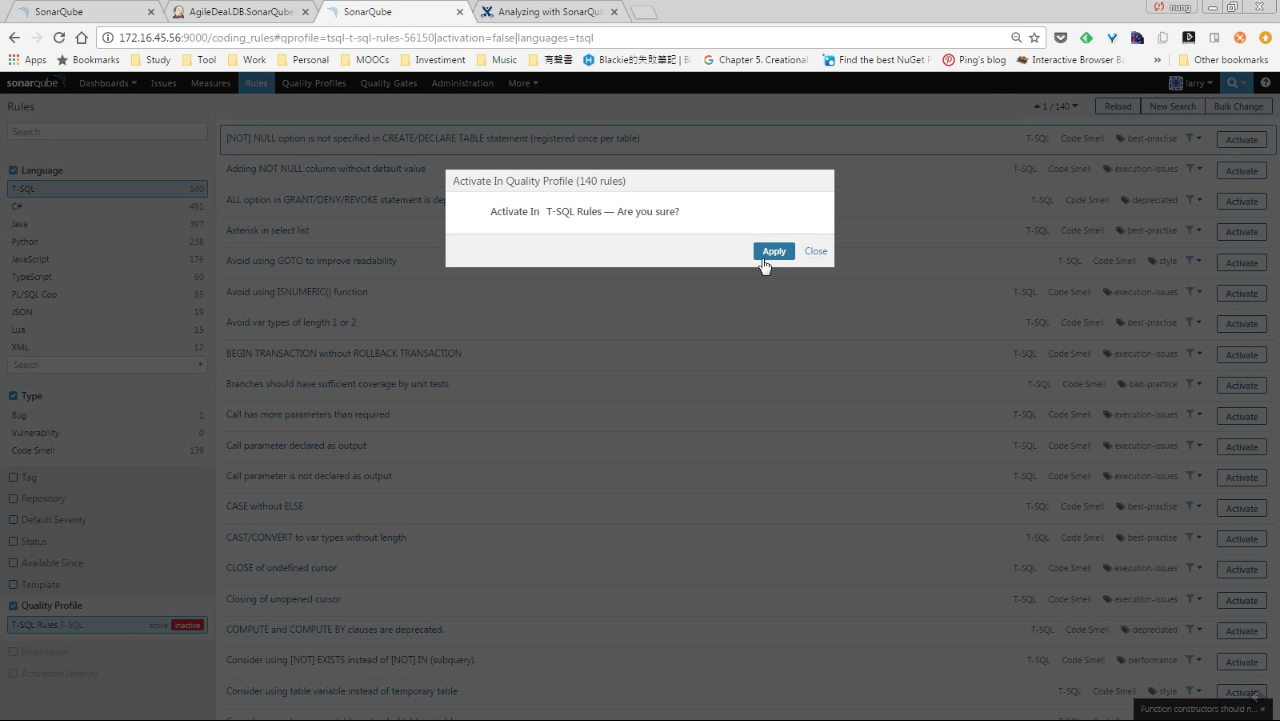 SonarQube
AgileDeal.DB.SonarQube
SonarQube
Analyzing with SonarQu
nung
172.16.45.56:9000/coding_rules#qprofile=tsql-t-sql-rules-56150|activation=false|languages=tsql
Apps Bookmarks Study Tool Work Personal MOOCs Investiment Music 有聲書 Blackie的失敗筆記 | Chapter 5. Creational Find the best NuGet Ping's blog Interactive Browser Ba » Other bookmarks
sonarqube Dashboards Issues Measures Rules Quality Profiles Quality Gates Administration More larry
Rules
1 / 140 Reload New Search Bulk Change
Search
[NOT] NULL option is not specified in CREATE/DECLARE TABLE statement (registered once per table) T-SQL Code Smell best-practise Activate
Adding NOT NULL column without default value T-SQL Code Smell execution-issues Activate
ALL option in GRANT/DENY/REVOKE statement is dep T-SQL Code Smell depreciated Activate
Asterisk in select list T-SQL Code Smell best-practise Activate
Avoid using GOTO to improve readability T-SQL Code Smell style Activate
Avoid using ISNUMERIC() function T-SQL Code Smell execution-issues Activate
Avoid var types of length 1 or 2 T-SQL Code Smell best-practise Activate
BEGIN TRANSACTION without ROLLBACK TRANSACTION T-SQL Code Smell execution-issues Activate
Branches should have sufficient coverage by unit tests T-SQL Code Smell bad-practice Activate
Call has more parameters than required T-SQL Code Smell execution-issues Activate
Call parameter declared as output T-SQL Code Smell execution-issues Activate
Call parameter is not declared as output T-SQL Code Smell execution-issues Activate
CASE without ELSE T-SQL Code Smell best-practise Activate
CAST/CONVERT to var types without length T-SQL Code Smell best-practise Activate
CLOSE of undefined cursor T-SQL Code Smell execution-issues Activate
Closing of unopened cursor T-SQL Code Smell execution-issues Activate
COMPUTE and COMPUTE BY clauses are deprecated. T-SQL Code Smell depreciated Activate
Consider using [NOT] EXISTS instead of [NOT] IN (subquery). T-SQL Code Smell performance Activate
Consider using table variable instead of temporary table T-SQL Code Smell style Activate
Language
T-SQL 140
C# 491
Java 397
Python 238
JavaScript 176
TypeScript 90
PL/SQL Cop 85
JSON 19
Lua 15
XML 12
Search
Type
Bug 1
Vulnerability 0
Code Smell 139
Tag
Repository
Default Severity
Status
Available Since
Template
Quality Profile
T-SQL Rules T-SQL active inactive
Inheritance
Activation Severity
Activate In Quality Profile (140 rules)
Activate In T-SQL Rules — Are you sure?
Apply Close
Function constructors should n... ×